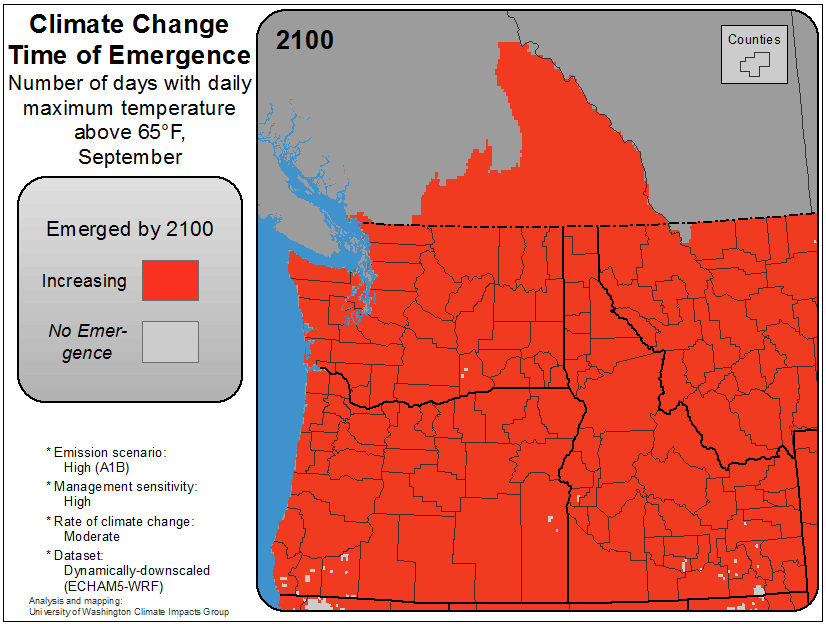 Climate Change
Time of Emergence
Number of days with daily
maximum temperature
above 65°F,
September
Emerged by 2100
Increasing
No Emer-
gence
* Emission scenario:
High (A1B)
* Management sensitivity:
High
* Rate of climate change:
Moderate
* Dataset:
Dynamically-downscaled
(ECHAM5-WRF)
Analysis and mapping:
University of Washington Climate Impacts Group
2100
Counties